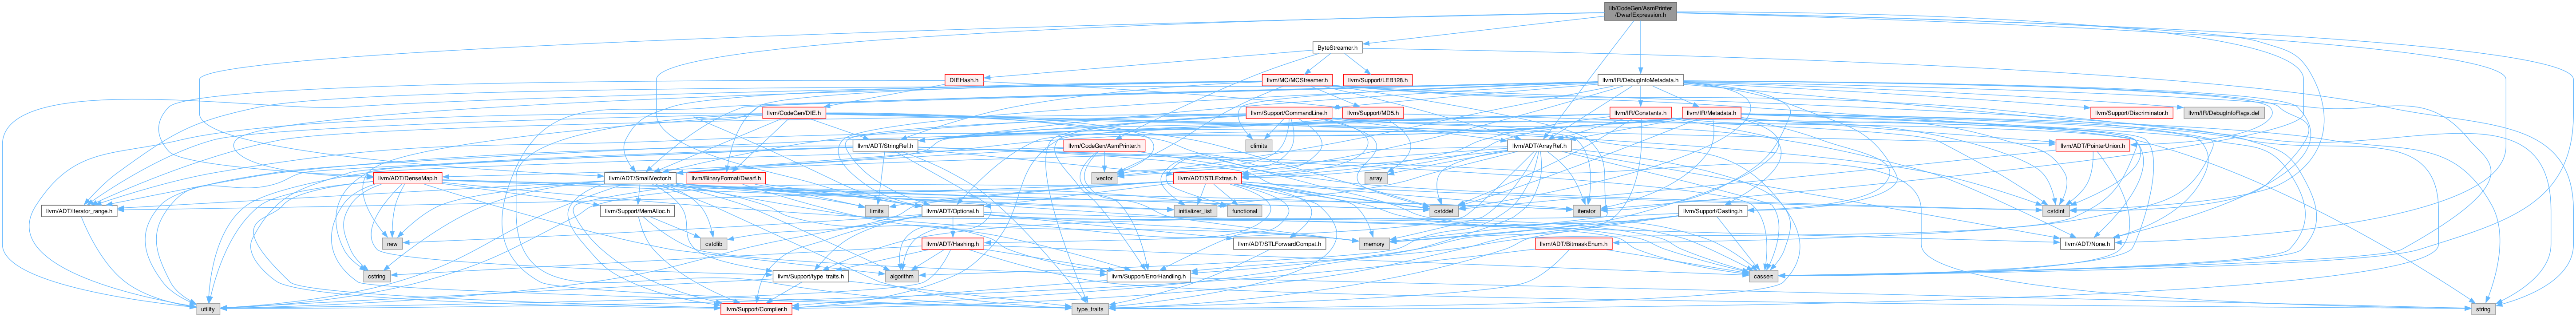 lib/CodeGen/AsmPrinter
/DwarfExpression.h
ByteStreamer.h
DIEHash.h
llvm/MC/MCStreamer.h
llvm/Support/LEB128.h
llvm/IR/DebugInfoMetadata.h
llvm/CodeGen/DIE.h
llvm/Support/CommandLine.h
llvm/Support/MD5.h
llvm/IR/Constants.h
llvm/IR/Metadata.h
llvm/Support/Discriminator.h
llvm/IR/DebugInfoFlags.def
llvm/ADT/StringRef.h
llvm/CodeGen/AsmPrinter.h
climits
llvm/ADT/ArrayRef.h
llvm/ADT/PointerUnion.h
llvm/ADT/DenseMap.h
llvm/ADT/SmallVector.h
llvm/BinaryFormat/Dwarf.h
vector
llvm/ADT/STLExtras.h
array
llvm/ADT/iterator_range.h
llvm/Support/MemAlloc.h
limits
llvm/ADT/Optional.h
initializer_list
functional
cstddef
iterator
llvm/Support/Casting.h
cstdint
new
cstdlib
llvm/ADT/Hashing.h
llvm/ADT/STLForwardCompat.h
memory
llvm/ADT/BitmaskEnum.h
llvm/ADT/None.h
cstring
llvm/Support/type_traits.h
algorithm
llvm/Support/ErrorHandling.h
cassert
utility
llvm/Support/Compiler.h
type_traits
string